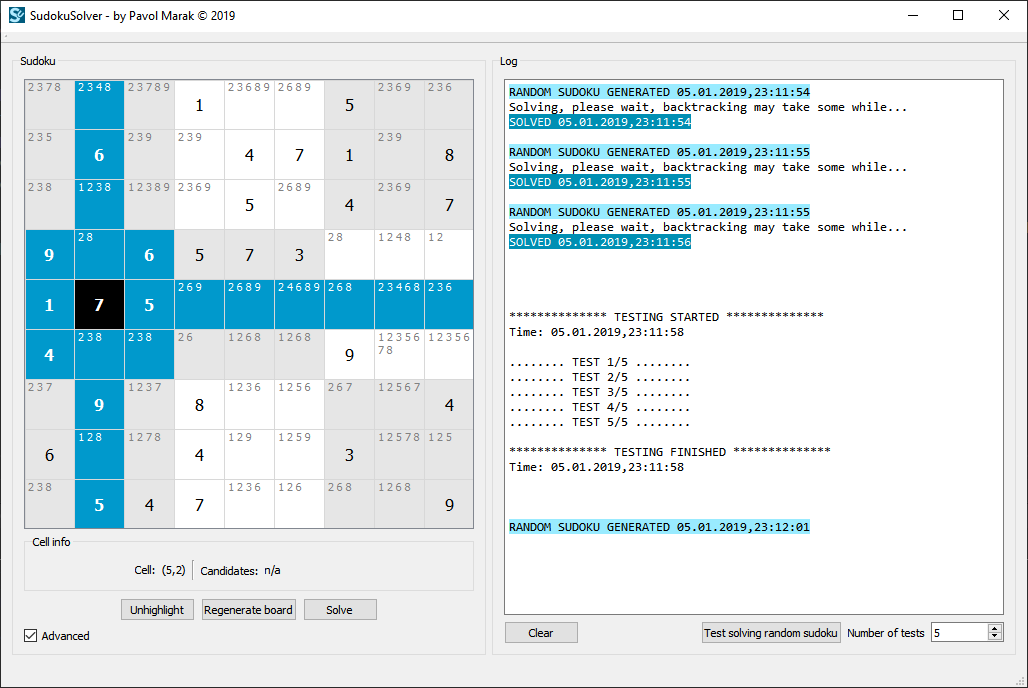 SudokuSolver - by Pavol Marak © 2019
Sudoku
2378 2348 23789 1 23689 2689 5 2369 236
235 6 239 239 4 7 1 239 8
238 1238 12389 2369 5 2689 4 2369 7
9 28 6 5 7 3 28 1248 12
1 7 5 269 2689 24689 268 23468 236
4 238 238 26 1268 1268 9 12356 12356
78
237 9 1237 8 1236 1256 267 12567 4
6 128 1278 4 129 1259 3 12578 125
238 5 4 7 1236 126 268 1268 9
Cell info
Cell: (5,2) Candidates: n/a
Unhighlight Regenerate board Solve
Advanced
Log
RANDOM SUDOKU GENERATED 05.01.2019,23:11:54
Solving, please wait, backtracking may take some while...
SOLVED 05.01.2019,23:11:54
RANDOM SUDOKU GENERATED 05.01.2019,23:11:55
Solving, please wait, backtracking may take some while...
SOLVED 05.01.2019,23:11:55
RANDOM SUDOKU GENERATED 05.01.2019,23:11:55
Solving, please wait, backtracking may take some while...
SOLVED 05.01.2019,23:11:56
************** TESTING STARTED **************
Time: 05.01.2019,23:11:58
........ TEST 1/5 ........
........ TEST 2/5 ........
........ TEST 3/5 ........
........ TEST 4/5 ........
........ TEST 5/5 ........
************** TESTING FINISHED **************
Time: 05.01.2019,23:11:58
RANDOM SUDOKU GENERATED 05.01.2019,23:12:01
Clear Test solving random sudoku Number of tests 5